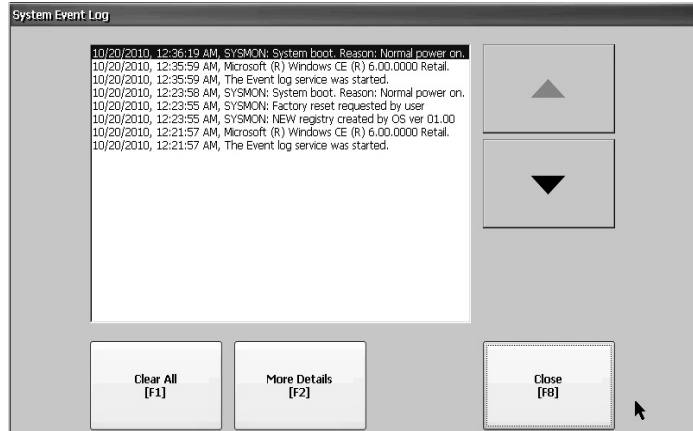 System Event Log
10/20/2010, 12:36:19 AM, SYSMON: System boot. Reason: Normal power on.
10/20/2010, 12:35:59 AM, Microsoft (R) Windows CE (R) 6.00.0000 Retail.
10/20/2010, 12:35:59 AM, The Event log service was started.
10/20/2010, 12:23:58 AM, SYSMON: System boot. Reason: Normal power on.
10/20/2010, 12:23:55 AM, SYSMON: Factory reset requested by user
10/20/2010, 12:23:55 AM, SYSMON: NEW registry created by OS ver 01.00
10/20/2010, 12:21:57 AM, Microsoft (R) Windows CE (R) 6.00.0000 Retail.
10/20/2010, 12:21:57 AM, The Event log service was started.
Clear All
[F1]
More Details
[F2]
Close
[F8]